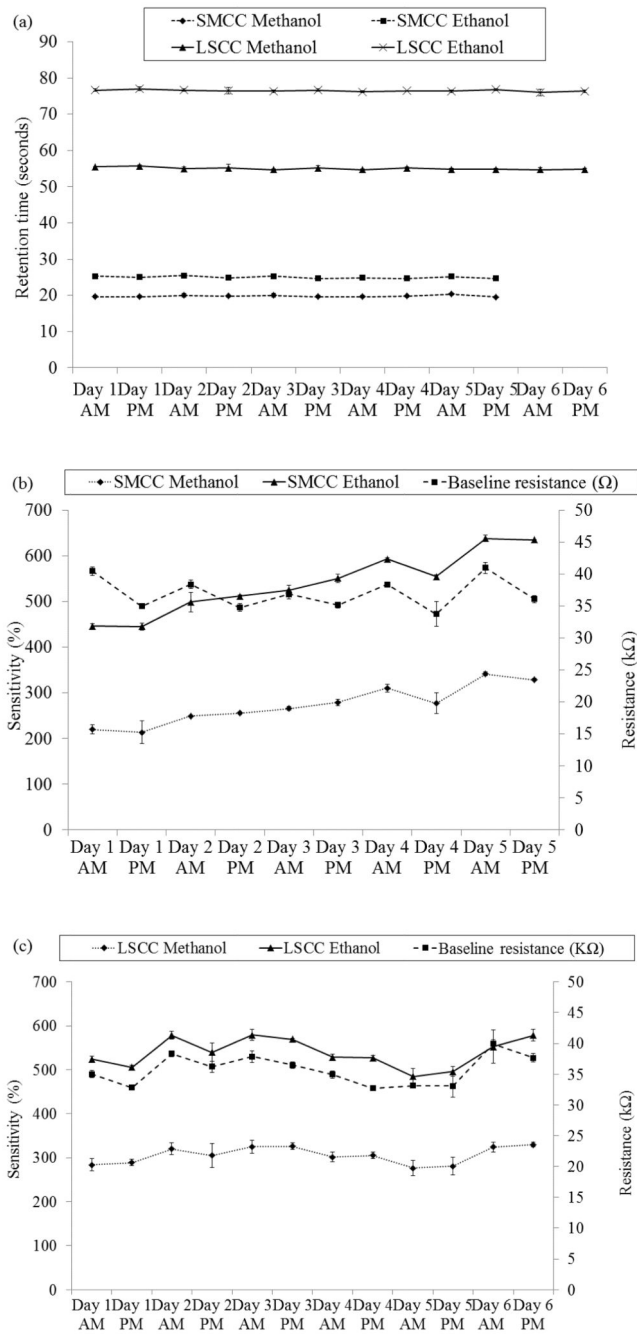 (a)
SMCC Methanol SMCC Ethanol
LSCC Methanol LSCC Ethanol
Retention time (seconds)
90
80
70
60
50
40
30
20
10
0
Day 1 Day 1 Day 2 Day 2 Day 3 Day 3 Day 4 Day 4 Day 5 Day 5 Day 6 Day 6
AM PM AM PM AM PM AM PM AM PM AM PM
(b)
SMCC Methanol SMCC Ethanol Baseline resistance (Ω)
Sensitivity (%)
700
600
500
400
300
200
100
0
50
45
40
35
30
25
20
15
10
5
0
Resistance (kΩ)
Day 1 Day 1 Day 2 Day 2 Day 3 Day 3 Day 4 Day 4 Day 5 Day 5
AM PM AM PM AM PM AM PM AM PM
(c)
LSCC Methanol LSCC Ethanol Baseline resistance (KΩ)
Sensitivity (%)
700
600
500
400
300
200
100
0
50
45
40
35
30
25
20
15
10
5
0
Resistance (kΩ)
Day 1 Day 1 Day 2 Day 2 Day 3 Day 3 Day 4 Day 4 Day 5 Day 5 Day 6 Day 6
AM PM AM PM AM PM AM PM AM PM AM PM